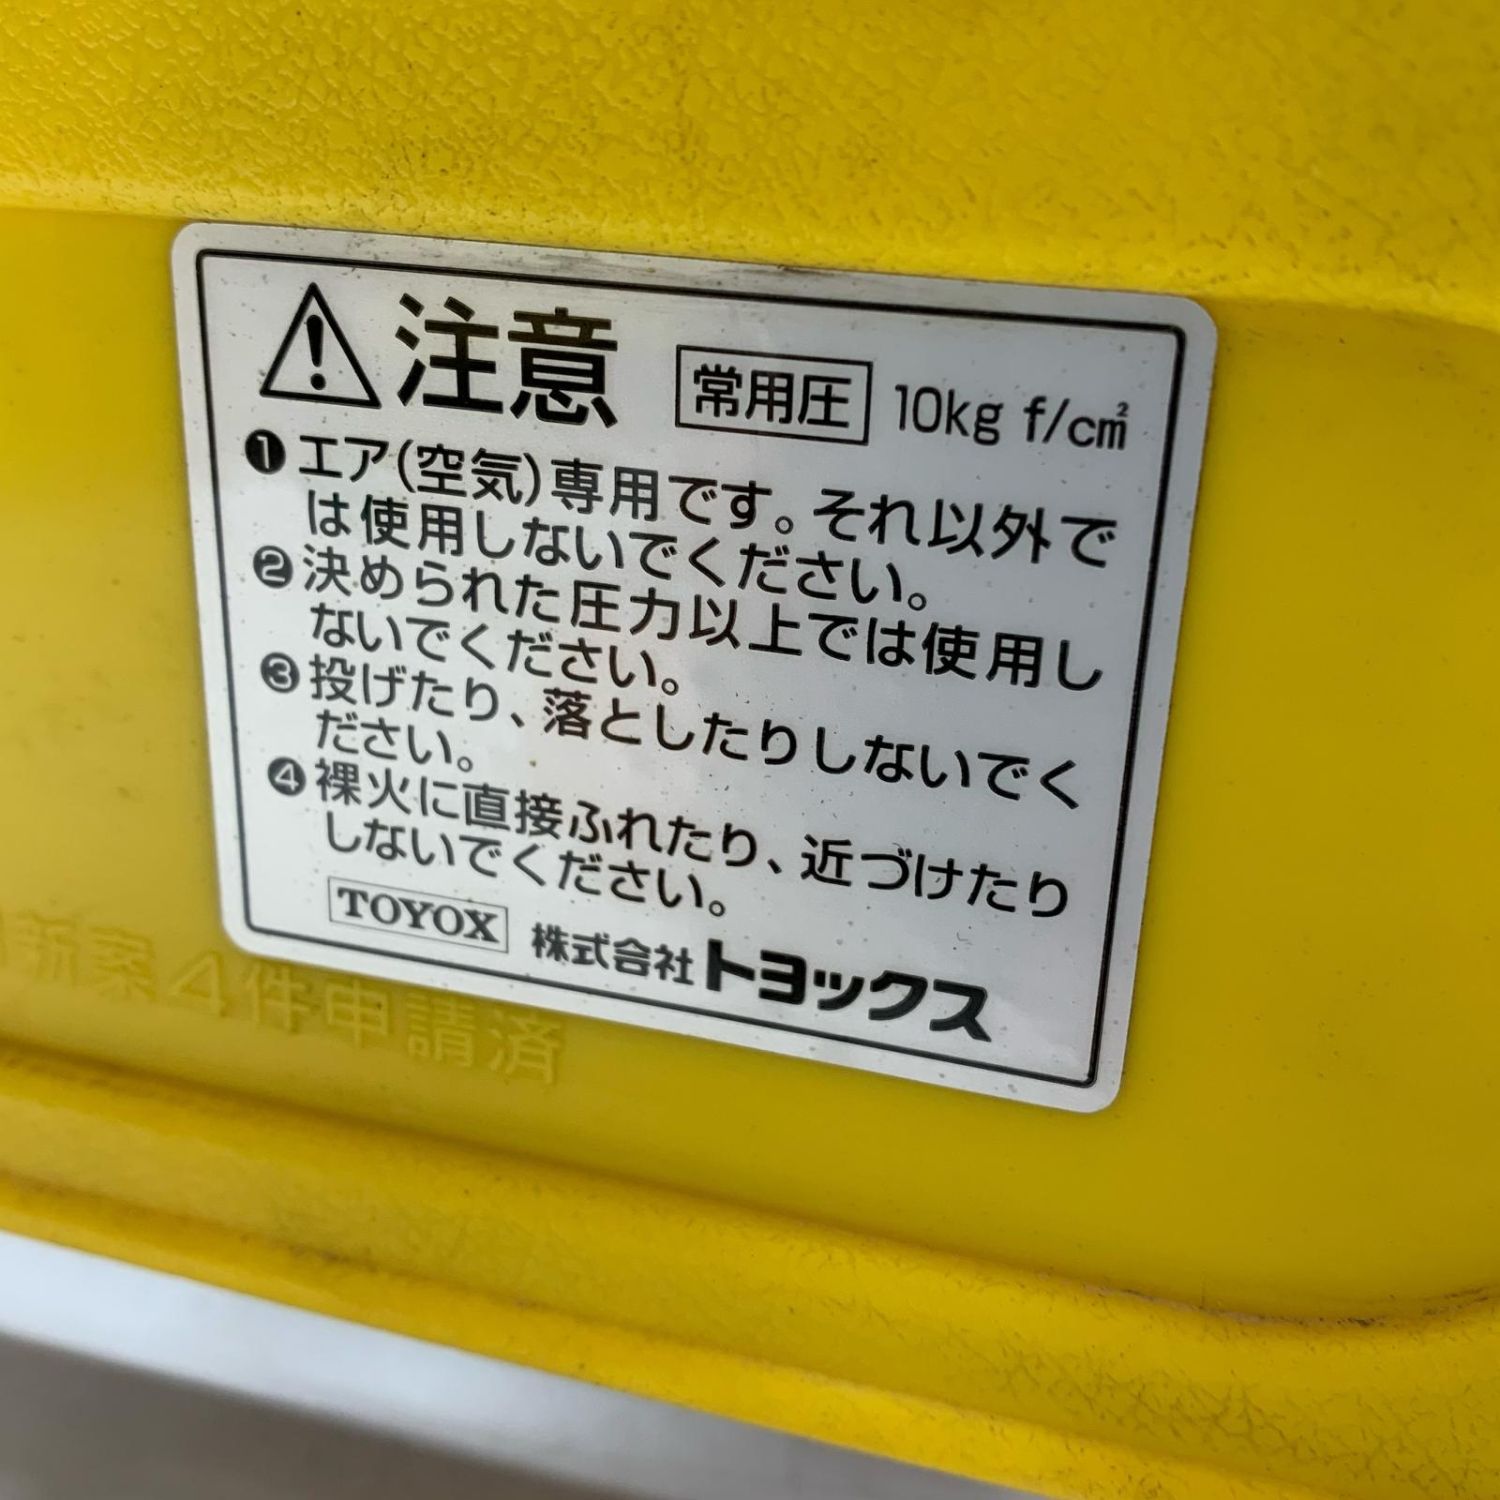 注意 常用圧 10kg f/cm²
❶エア(空気)専用です。それ以外で
は使用しないでください。
❷決められた圧力以上では使用し
ないでください。
❸投げたり、落としたりしないでく
ださい。
❹裸火に直接ふれたり、近づけたり
しないでください。
TOYOX 株式会社トヨックス
新案4件申請済